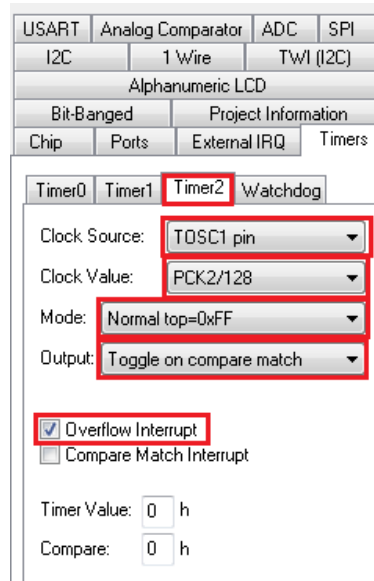 USART Analog Comparator ADC SPI
I2C 1 Wire TWI (I2C)
Alphanumeric LCD
Bit-Banged Project Information
Chip Ports External IRQ Timers
Timer0 Timer1 Timer2 Watchdog
Clock Source: TOSC1 pin
Clock Value: PCK2/128
Mode: Normal top=0xFF
Output: Toggle on compare match
Overflow Interrupt
Compare Match Interrupt
Timer Value: 0 h
Compare: 0 h